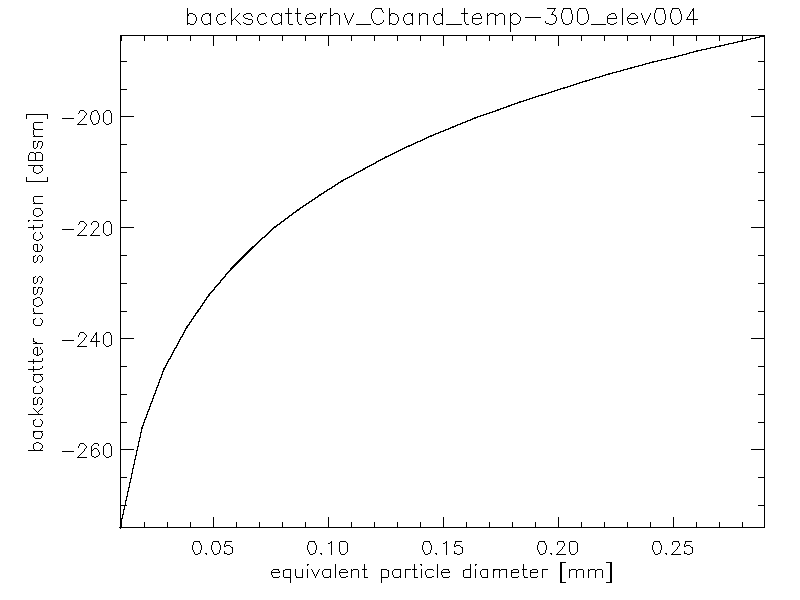 backscatterhv_Cband_temp-300_elev004
backscatter cross section [dBsm]
-200
-220
-240
-260
0.05 0.10 0.15 0.20 0.25
equivalent particle diameter [mm]